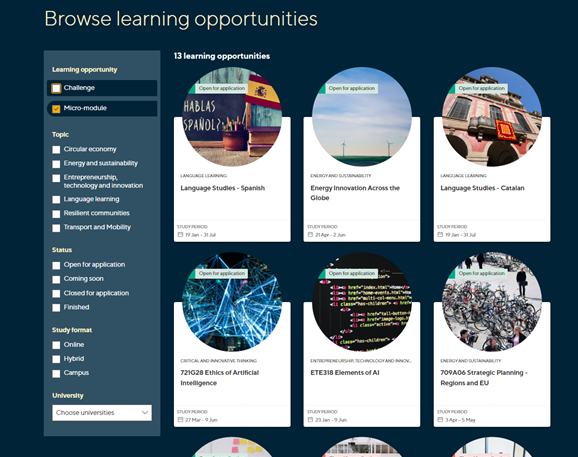 Browse learning opportunities
Learning opportunity
Challenge
Micro-module
Topic
Circular economy
Energy and sustainability
Entrepreneurship,
technology and innovation
Language learning
Resilient communities
Transport and Mobility
Status
Open for application
Coming soon
Closed for application
Finished
Study format
Online
Hybrid
Campus
University
Choose universities
13 learning opportunities
Open for application
HABLAS
ESPAÑOL?
LANGUAGE LEARNING
Language Studies - Spanish
STUDY PERIOD
19 Jan - 31 Jul
Open for application
ENERGY AND SUSTAINABILITY
Energy Innovation Across the
Globe
STUDY PERIOD
21 Apr - 2 Jun
Open for application
LANGUAGE LEARNING
Language Studies - Catalan
STUDY PERIOD
19 Jan - 31 Jul
Open for application
CRITICAL AND INNOVATIVE THINKING
721G28 Ethics of Artificial
Intelligence
STUDY PERIOD
27 Mar - 9 Jun
Open for application
ENTREPRENEURSHIP, TECHNOLOGY AND INNOV...
ETE318 Elements of AI
STUDY PERIOD
23 Jan - 9 Jun
Open for application
ENERGY AND SUSTAINABILITY
709A06 Strategic Planning -
Regions and EU
STUDY PERIOD
3 Apr - 5 May